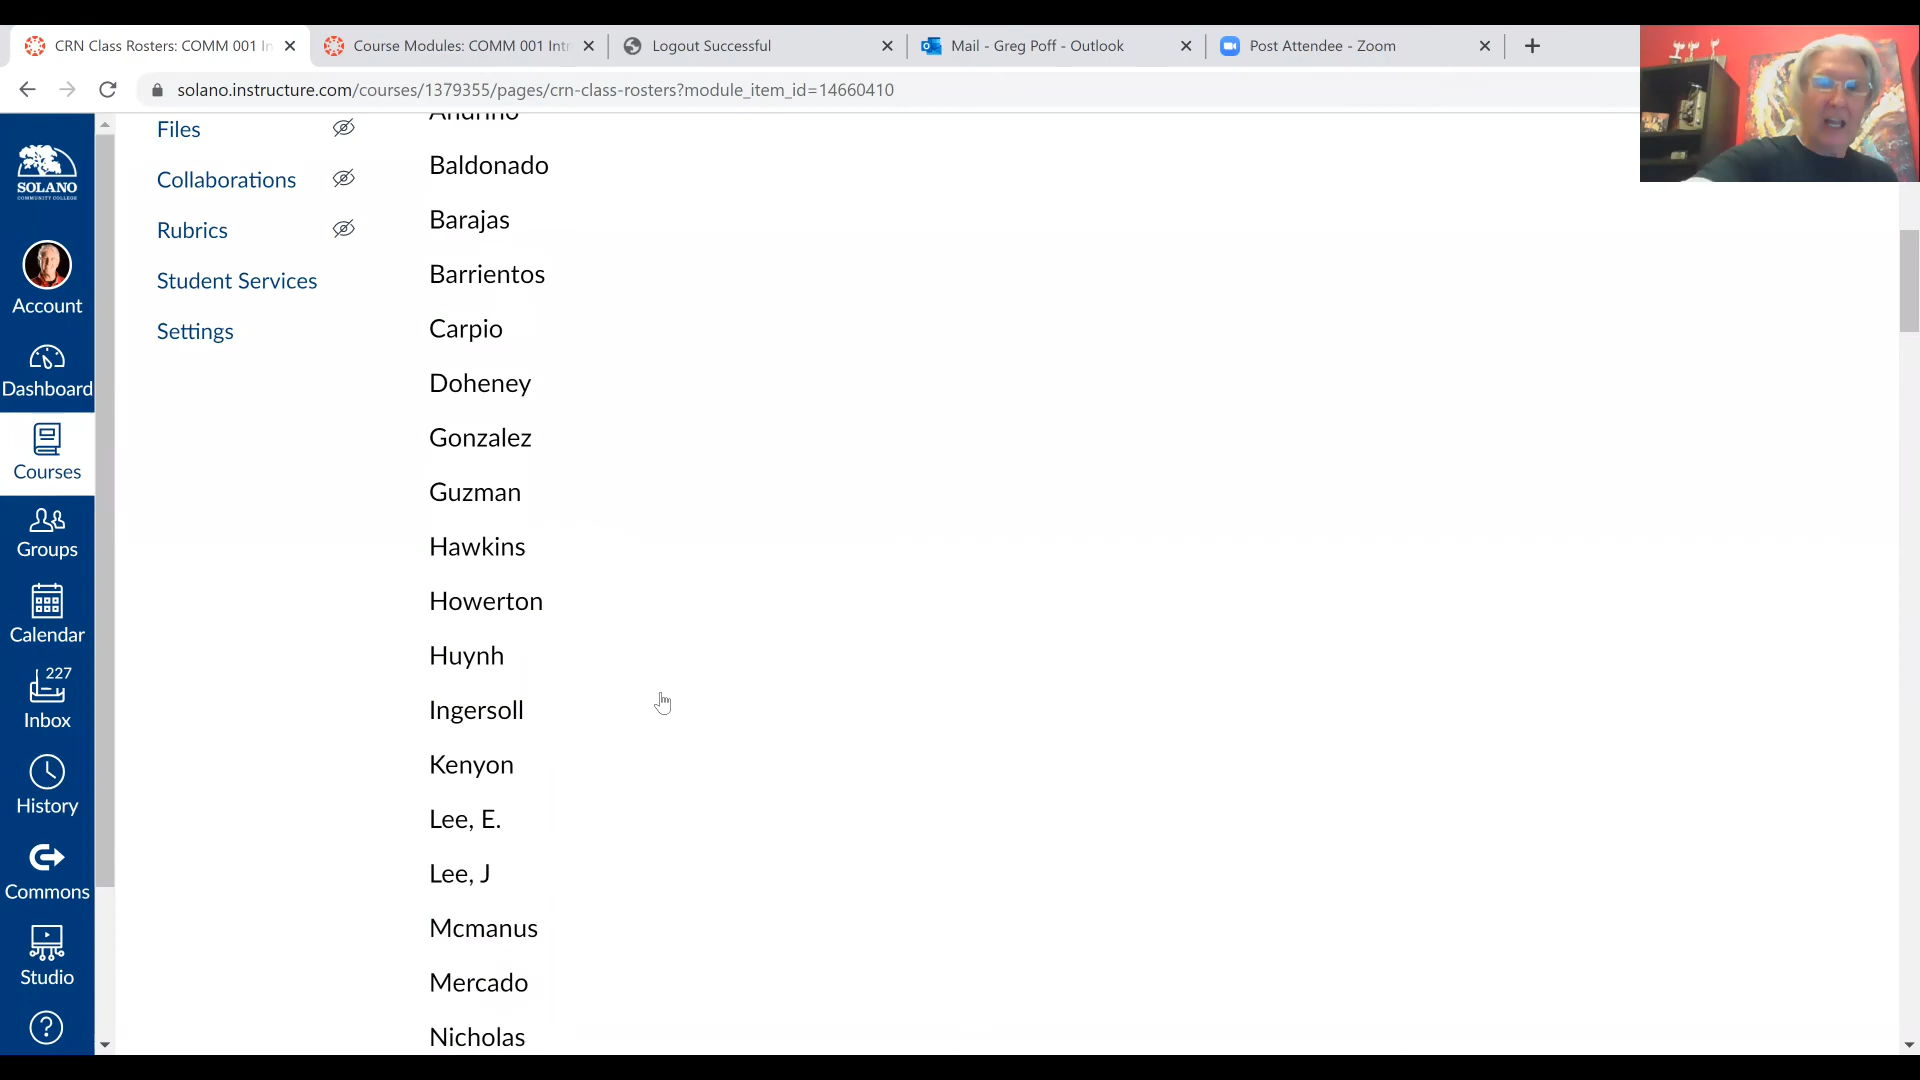 CRN Class Rosters: COMM 001 In
Course Modules: COMM 001 Intr
Logout Successful
Mail - Greg Poff - Outlook
Post Attendee - Zoom
solano.instructure.com/courses/1379355/pages/crn-class-rosters?module_item_id=14660410
SOLANO
COMMUNITY COLLEGE
Account
Dashboard
Courses
Groups
Calendar
227
Inbox
History
Commons
Studio
Files
Collaborations
Rubrics
Student Services
Settings
Baldonado
Barajas
Barrientos
Carpio
Doheney
Gonzalez
Guzman
Hawkins
Howerton
Huynh
Ingersoll
Kenyon
Lee, E.
Lee, J
Mcmanus
Mercado
Nicholas